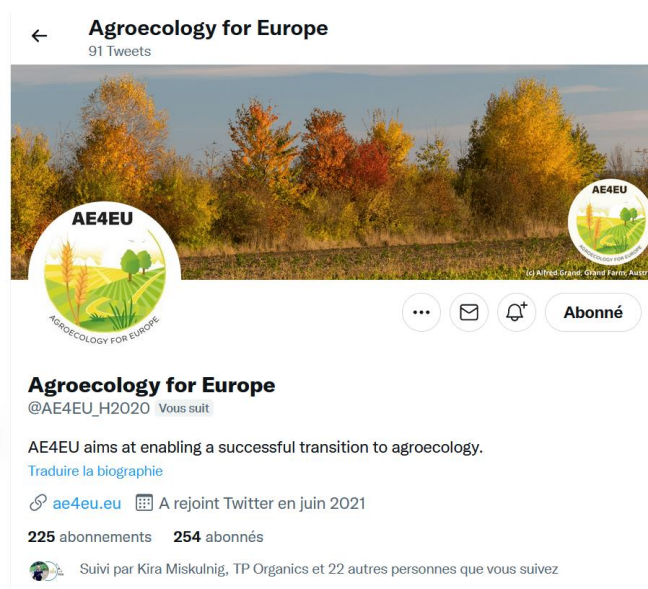 Agroecology for Europe
91 Tweets
AE4EU
AE4EU
AGROECOLOGY FOR EUROPE
(c) Alfred Grand, Grand Farm, Austr
AGROECOLOGY FOR EUROPE
Abonné
Agroecology for Europe
@AE4EU_H2020 Vous suit
AE4EU aims at enabling a successful transition to agroecology.
Traduire la biographie
ae4eu.eu A rejoint Twitter en juin 2021
225 abonnements 254 abonnés
Suivi par Kira Miskulnig, TP Organics et 22 autres personnes que vous suivez